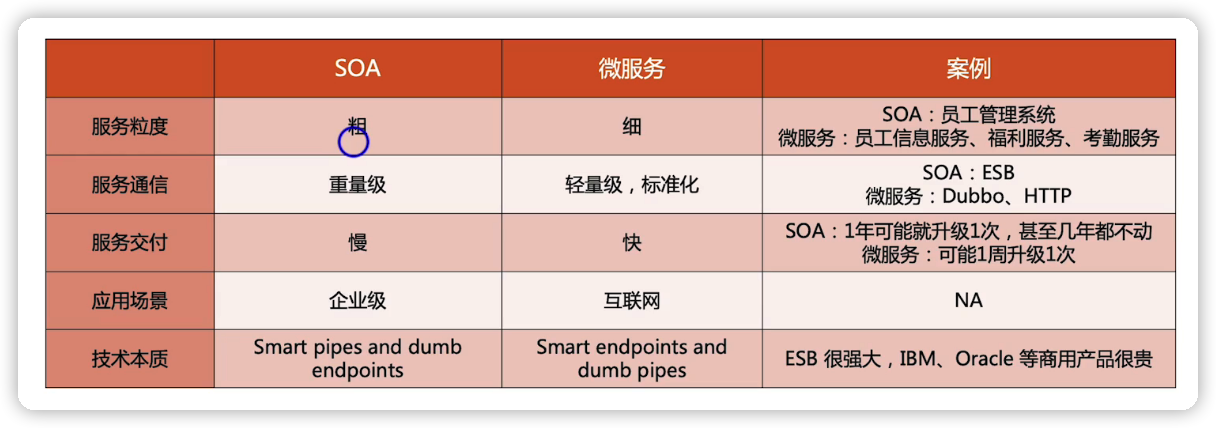 SOA 微服务 案例
服务粒度 粗 细 SOA：员工管理系统
微服务：员工信息服务、福利服务、考勤服务
服务通信 重量级 轻量级，标准化 SOA：ESB
微服务：Dubbo、HTTP
服务交付 慢 快 SOA：1年可能就升级1次，甚至几年都不动
微服务：可能1周升级1次
应用场景 企业级 互联网 NA
技术本质 Smart pipes and dumb
endpoints
Smart endpoints and
dumb pipes
ESB 很强大，IBM、Oracle 等商用产品很贵